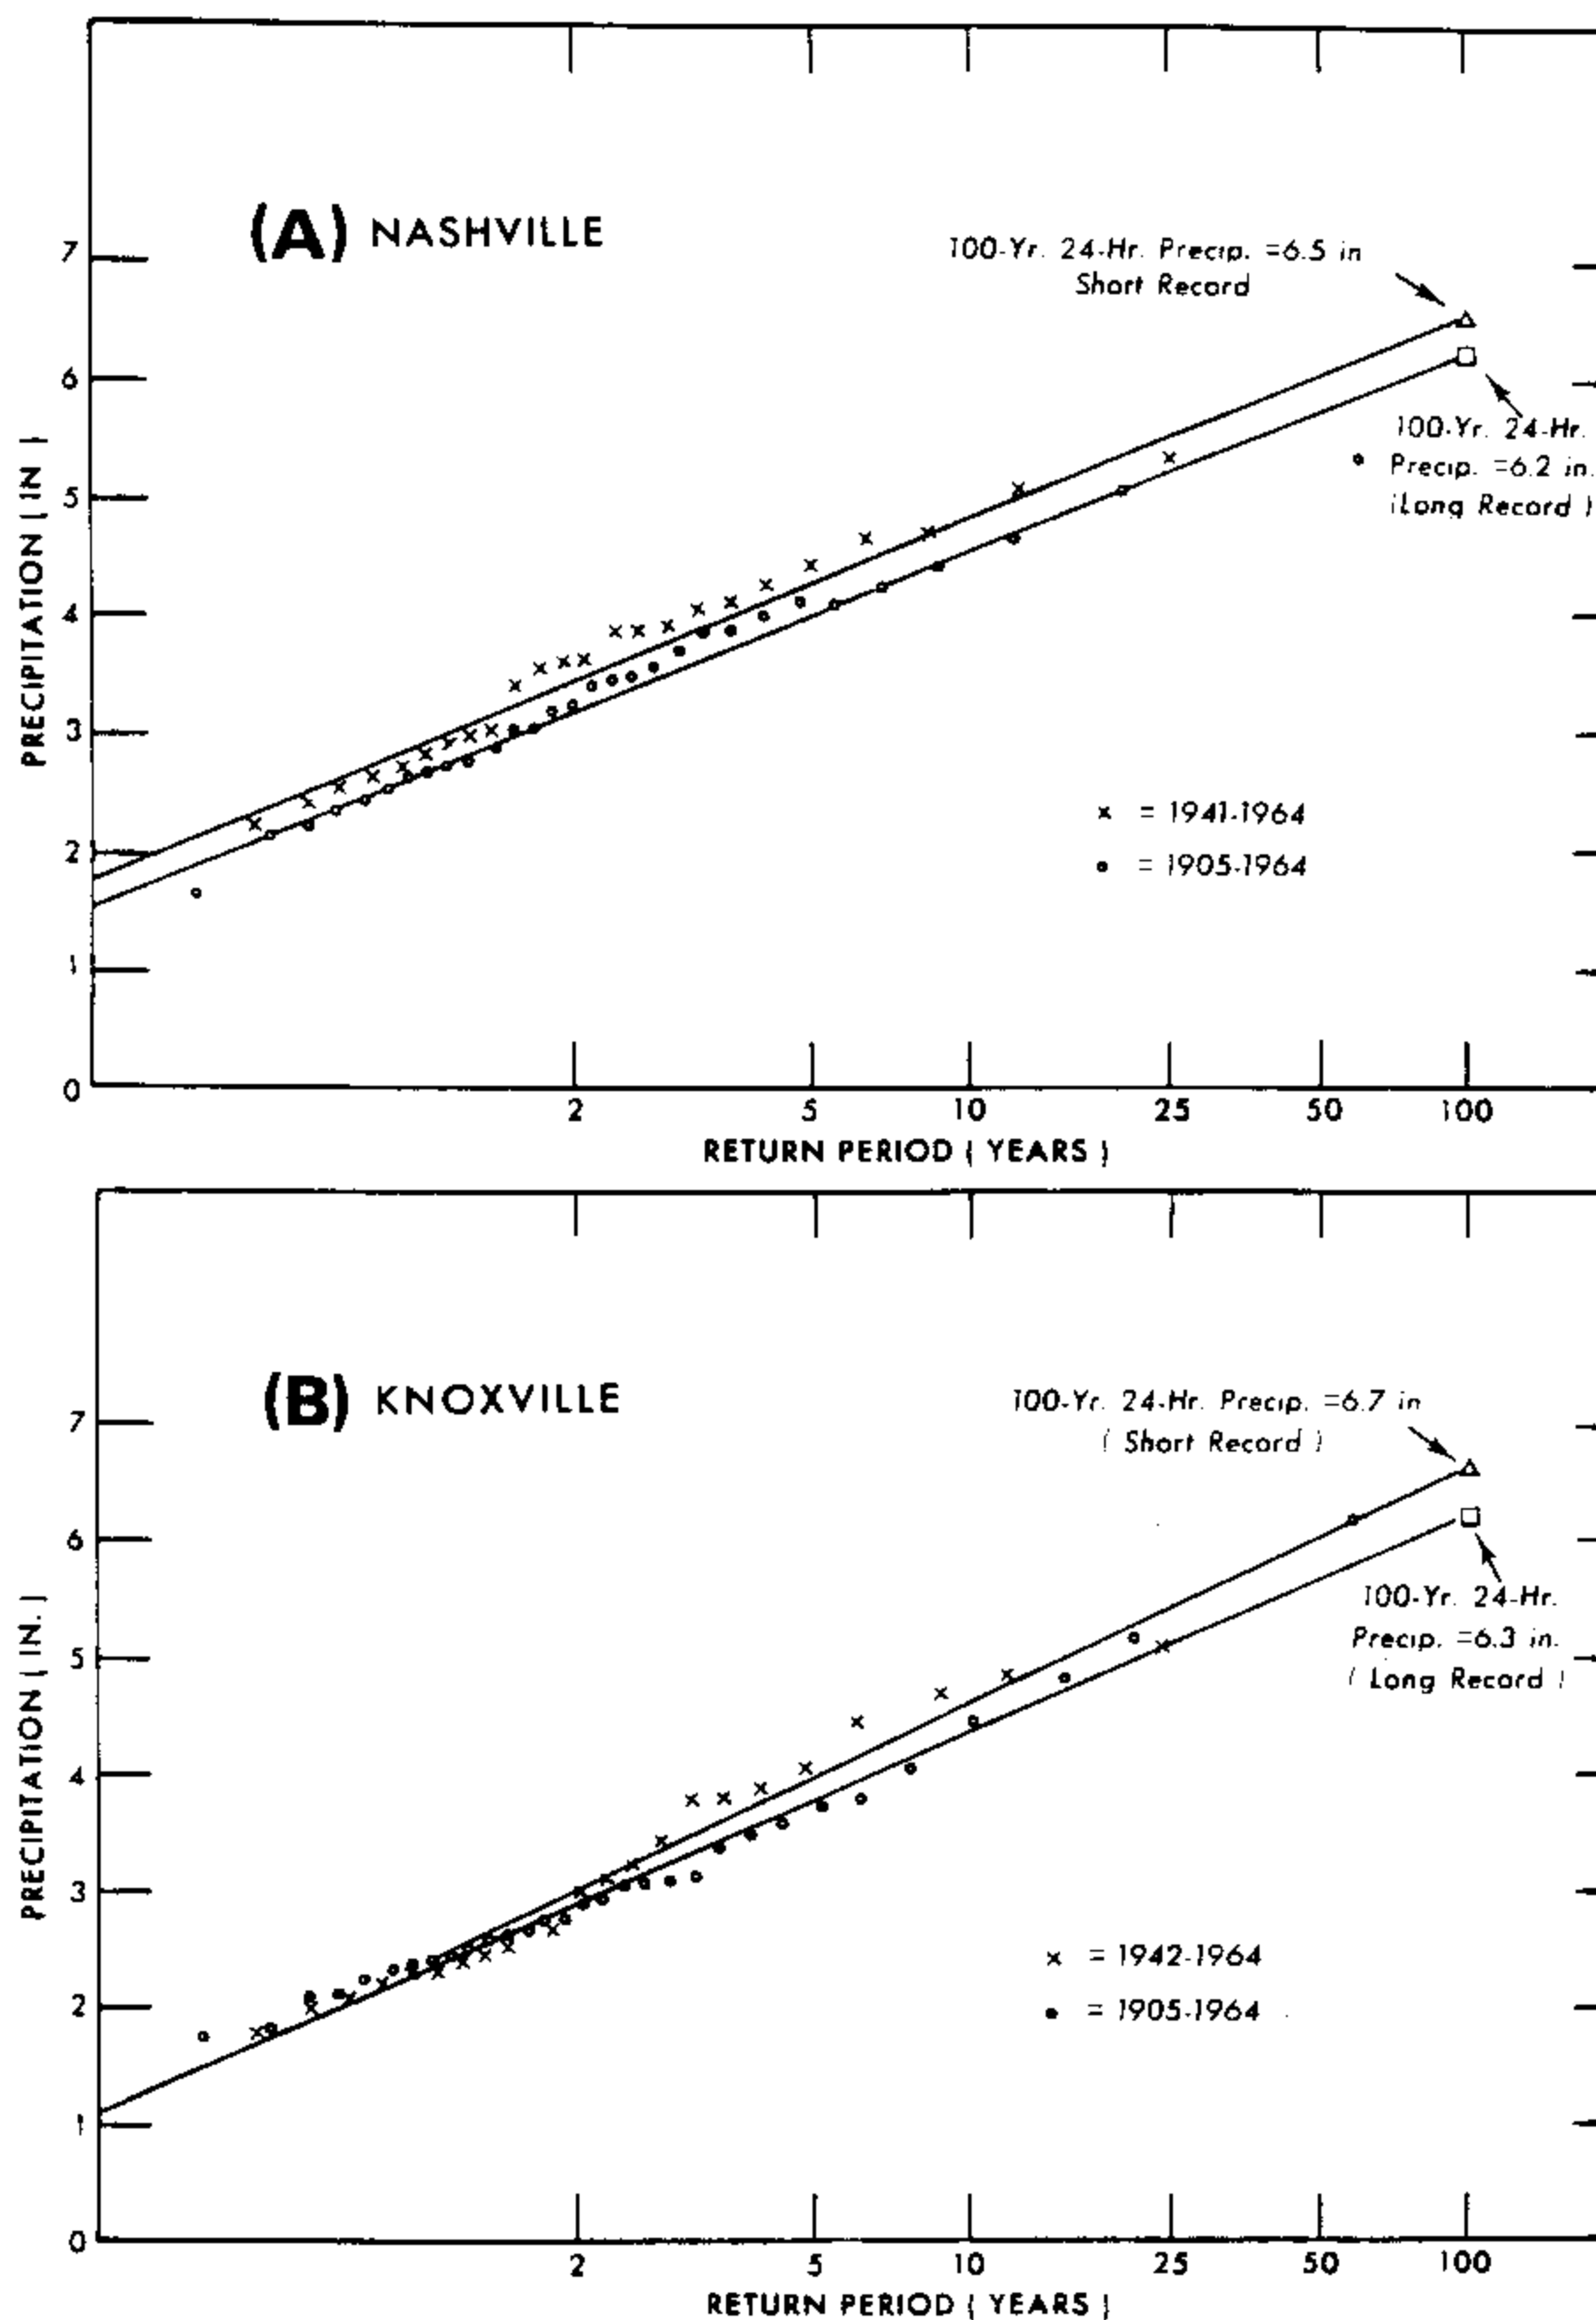 (A) NASHVILLE
100-Yr. 24-Hr. Precip. =6.5 in
Short Record
100-Yr. 24-Hr.
Precip. =6.2 in.
(Long Record)
PRECIPITATION (IN)
7
6
5
4
3
2
1
0
x = 1941-1964
o = 1905-1964
2 5 10 25 50 100
RETURN PERIOD (YEARS)
(B) KNOXVILLE
100-Yr. 24-Hr. Precip. =6.7 in
(Short Record)
100-Yr. 24-Hr.
Precip. =6.3 in.
(Long Record)
PRECIPITATION (IN.)
7
6
5
4
3
2
1
0
x = 1942-1964
• = 1905-1964
2 5 10 25 50 100
RETURN PERIOD (YEARS)